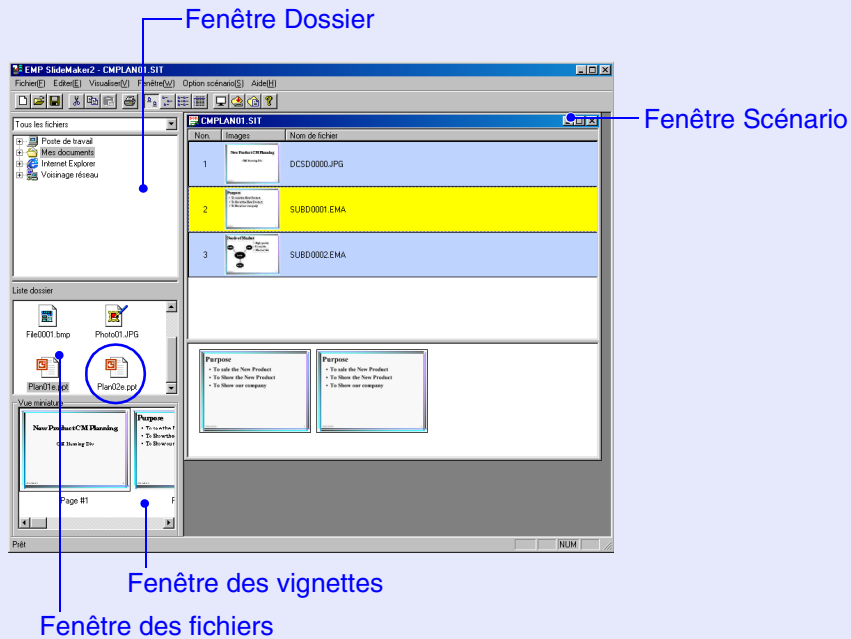 Fenêtre Dossier
EMP SlideMaker2 - CMPLAN01.SIT
Fichier(F) Editer(E) Visualiser(V) Fenêtre(W) Option scénario(S) Aide(H)
Fenêtre Scénario
Tous les fichiers
Poste de travail
Mes documents
Internet Explorer
Voisinage réseau
CMPLAN01.SIT
Non. Images Nom de fichier
1 New Product CM Planning DCSD0000.JPG
2 Purpose SUBD0001.EMA
3 SUBD0002.EMA
Liste dossier
File0001.bmp Photo01.JPG
Plan01e.ppt Plan02e.ppt
Purpose
• To sale the New Product
• To Show the New Product
• To Show our company
Purpose
• To sale the New Product
• To Show the New Product
• To Show our company
Vue miniature
New Product CM Planning
CM Planning Div
Purpose
Page #1
Prêt NUM
Fenêtre des vignettes
Fenêtre des fichiers